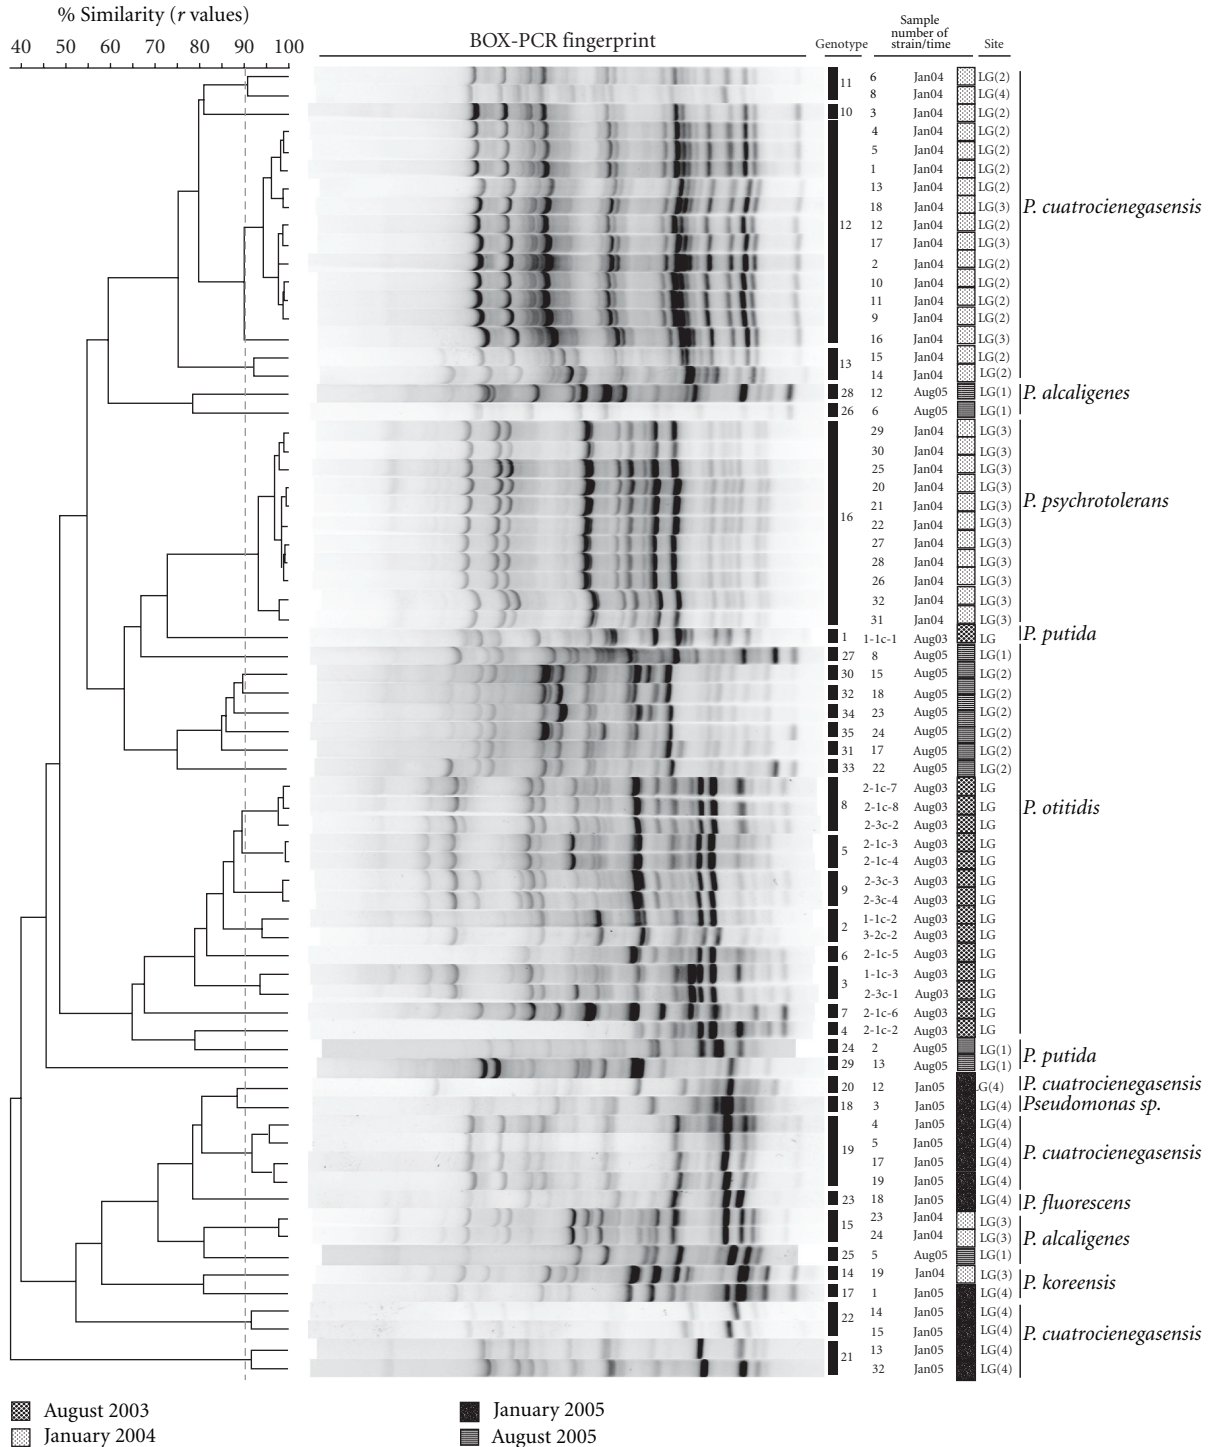 % Similarity (r values)
40 50 60 70 80 90 100
BOX-PCR fingerprint
Genotype
Sample
number of
strain/time
Site
11 6 Jan04 LG(2)
8 Jan04 LG(4)
10 3 Jan04 LG(2)
4 Jan04 LG(2)
5 Jan04 LG(2)
1 Jan04 LG(2)
13 Jan04 LG(2)
18 Jan04 LG(3)
P. cuatrocienegasensis
12 12 Jan04 LG(2)
17 Jan04 LG(3)
2 Jan04 LG(2)
10 Jan04 LG(2)
11 Jan04 LG(2)
9 Jan04 LG(2)
16 Jan04 LG(3)
13 15 Jan04 LG(2)
14 Jan04 LG(2)
28 12 Aug05 LG(1) P. alcaligenes
26 6 Aug05 LG(1)
29 Jan04 LG(3)
30 Jan04 LG(3)
25 Jan04 LG(3)
20 Jan04 LG(3)
P. psychrotolerans
21 Jan04 LG(3)
16 22 Jan04 LG(3)
27 Jan04 LG(3)
28 Jan04 LG(3)
26 Jan04 LG(3)
32 Jan04 LG(3)
31 Jan04 LG(3)
1 1-1c-1 Aug03 LG P. putida
27 8 Aug05 LG(1)
30 15 Aug05 LG(2)
32 18 Aug05 LG(2)
34 23 Aug05 LG(2)
35 24 Aug05 LG(2)
31 17 Aug05 LG(2)
33 22 Aug05 LG(2)
2-1c-7 Aug03 LG
8 2-1c-8 Aug03 LG P. otitidis
2-3c-2 Aug03 LG
5 2-1c-3 Aug03 LG
2-1c-4 Aug03 LG
9 2-3c-3 Aug03 LG
2-3c-4 Aug03 LG
2 1-1c-2 Aug03 LG
3-2c-2 Aug03 LG
6 2-1c-5 Aug03 LG
3 1-1c-3 Aug03 LG
2-3c-1 Aug03 LG
7 2-1c-6 Aug03 LG
4 2-1c-2 Aug03 LG
24 2 Aug05 LG(1) P. putida
29 13 Aug05 LG(1)
20 12 Jan05 .G(4) P. cuatrocienegasensis
18 3 Jan05 LG(4) Pseudomonas sp.
4 Jan05 LG(4)
19 5 Jan05 LG(4)
P. cuatrocienegasensis
17 Jan05 LG(4)
19 Jan05 LG(4)
23 18 Jan05 LG(4) P. fluorescens
15 23 Jan04 LG(3)
24 Jan04 LG(3) P. alcaligenes
25 5 Aug05 LG(1)
14 19 Jan04 LG(3) P. koreensis
17 1 Jan05 LG(4)
22 14 Jan05 LG(4)
15 Jan05 LG(4) P. cuatrocienegasensis
21 13 Jan05 LG(4)
32 Jan05 LG(4)
August 2003
January 2004
January 2005
August 2005